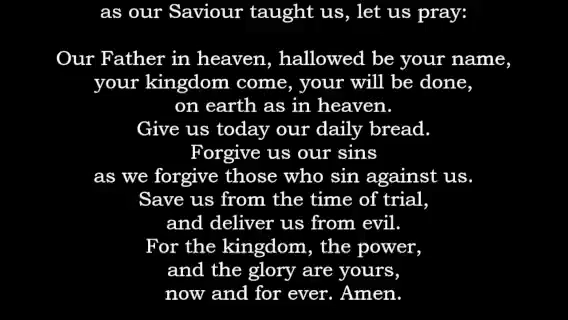 as our Saviour taught us, let us pray:
Our Father in heaven, hallowed be your name,
your kingdom come, your will be done,
on earth as in heaven.
Give us today our daily bread.
Forgive us our sins
as we forgive those who sin against us.
Save us from the time of trial,
and deliver us from evil.
For the kingdom, the power,
and the glory are yours,
now and for ever. Amen.